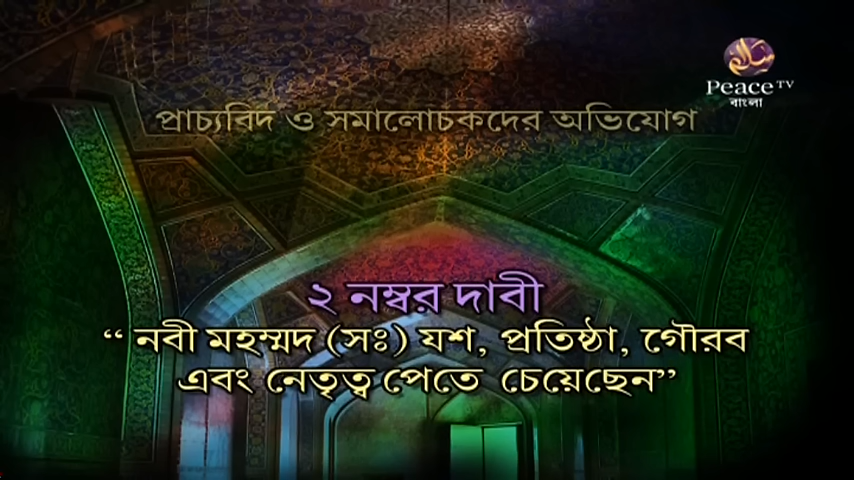 Peace TV
বাংলা
প্রাচ্যবিদ ও সমালোচকদের অভিযোগ
২ নম্বর দাবী
“ নবী মহম্মদ (সঃ) যশ, প্রতিষ্ঠা, গৌরব
এবং নেতৃত্ব পেতে চেয়েছেন”